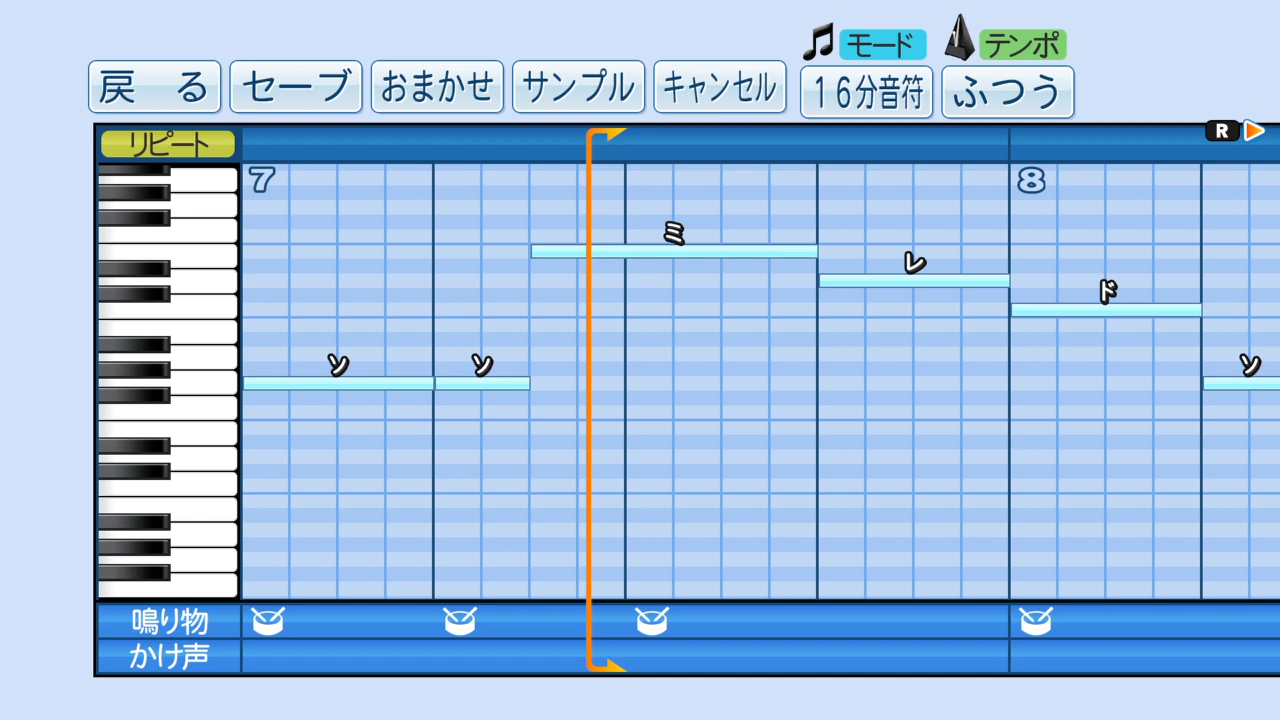 モード テンポ
戻る セーブ おまかせ サンプル キャンセル 16分音符 ふつう
リピート R
7 8
ミ
レ
ド
ソ ソ ソ
鳴り物
かけ声